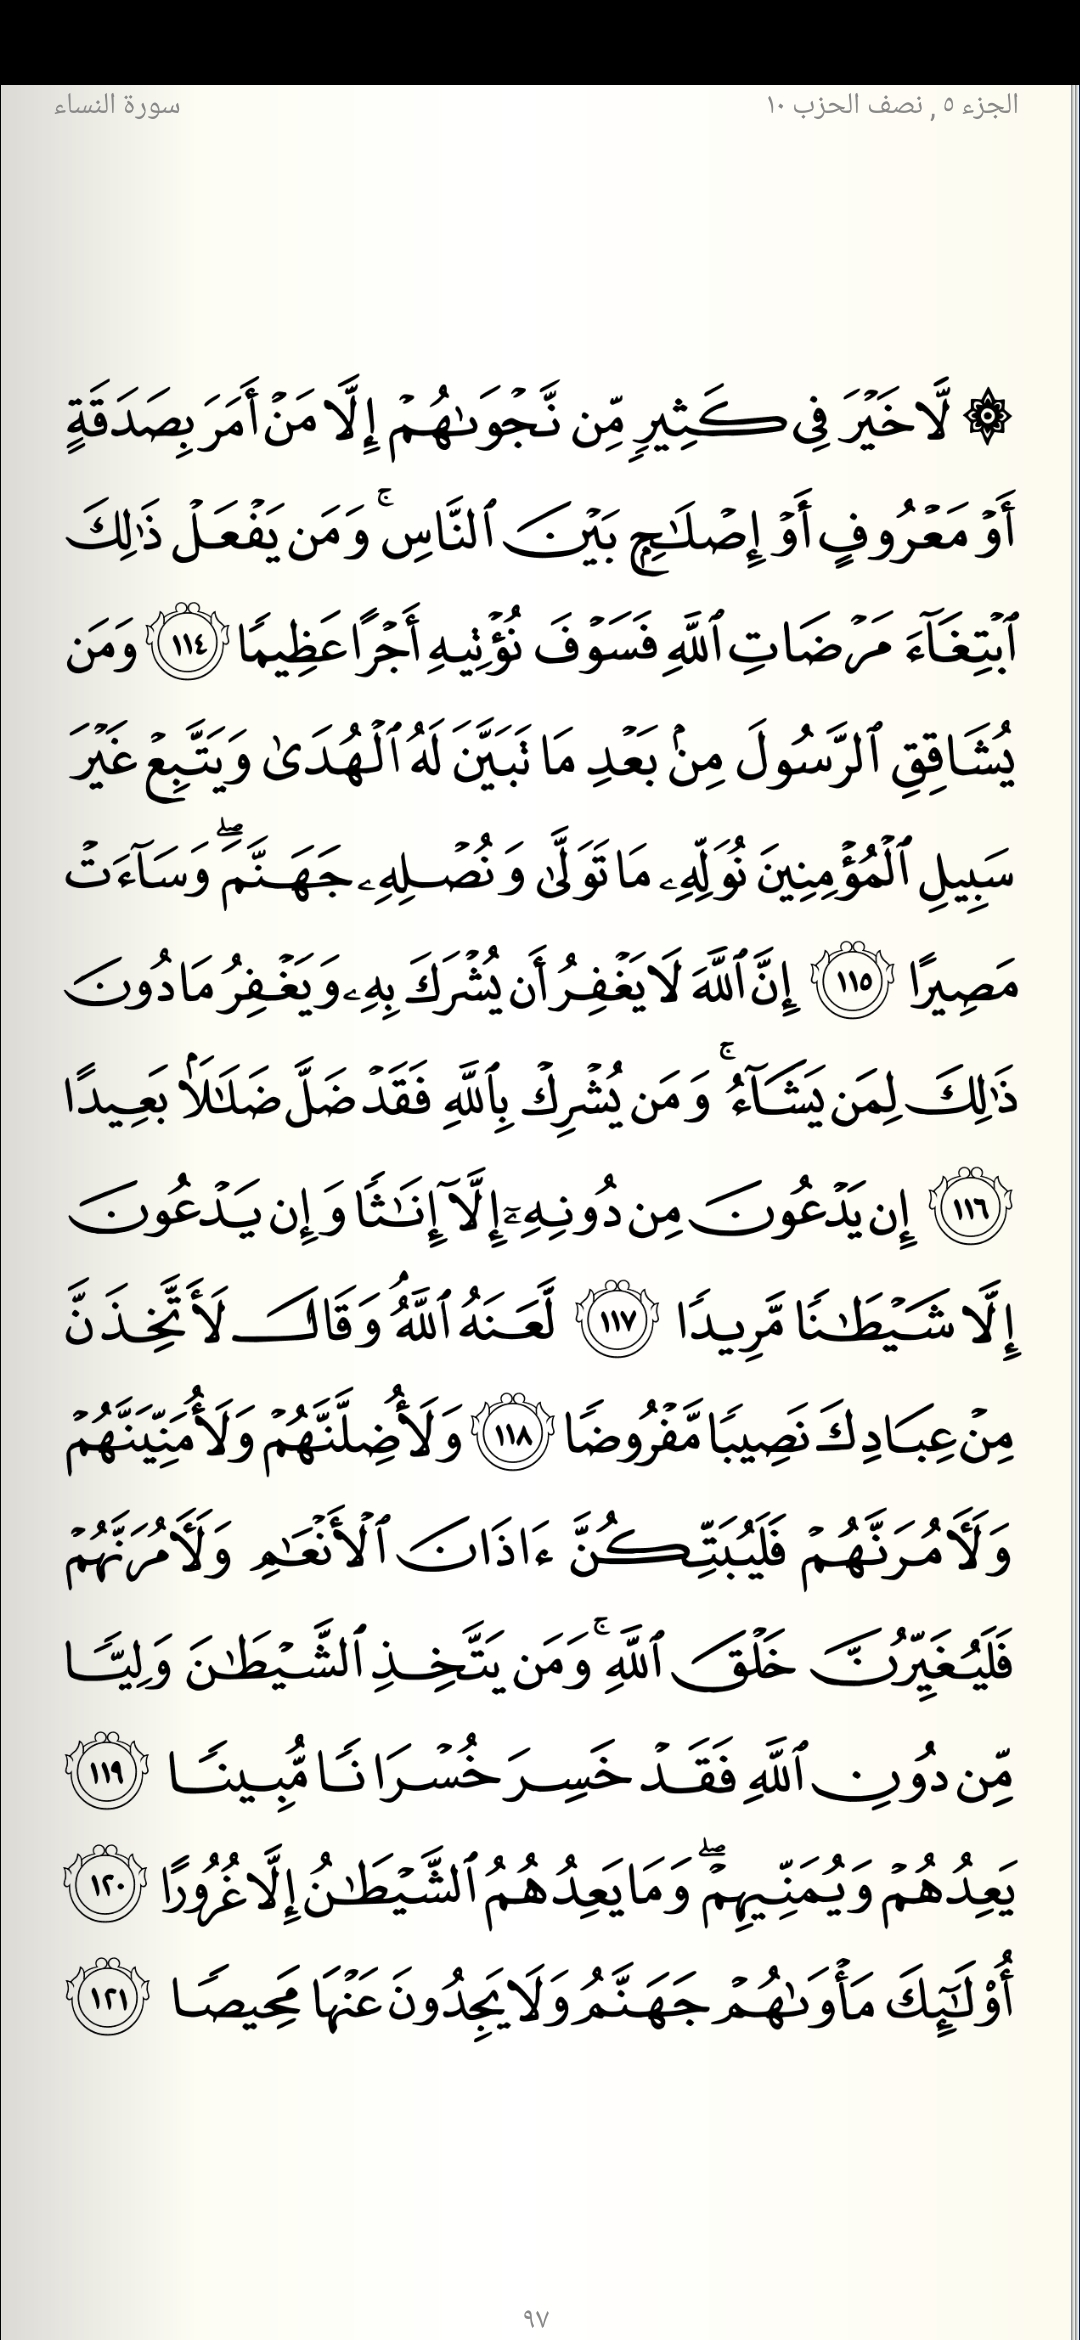 الجزء ٥, نصف الحزب ١٠
سورة النساء
۞ لَّا خَيۡرَ فِي كَثِيرٖ مِّن نَّجۡوَىٰهُمۡ إِلَّا مَنۡ أَمَرَ بِصَدَقَةٍ
أَوۡ مَعۡرُوفٍ أَوۡ إِصۡلَٰحِۭ بَيۡنَ ٱلنَّاسِۚ وَمَن يَفۡعَلۡ ذَٰلِكَ
ٱبۡتِغَآءَ مَرۡضَاتِ ٱللَّهِ فَسَوۡفَ نُؤۡتِيهِ أَجۡرًا عَظِيمٗا ١١٤ وَمَن
يُشَاقِقِ ٱلرَّسُولَ مِنۢ بَعۡدِ مَا تَبَيَّنَ لَهُ ٱلۡهُدَىٰ وَيَتَّبِعۡ غَيۡرَ
سَبِيلِ ٱلۡمُؤۡمِنِينَ نُوَلِّهِۦ مَا تَوَلَّىٰ وَنُصۡلِهِۦ جَهَنَّمَۖ وَسَآءَتۡ
مَصِيرًا ١١٥ إِنَّ ٱللَّهَ لَا يَغۡفِرُ أَن يُشۡرَكَ بِهِۦ وَيَغۡفِرُ مَا دُونَ
ذَٰلِكَ لِمَن يَشَآءُۚ وَمَن يُشۡرِكۡ بِٱللَّهِ فَقَدۡ ضَلَّ ضَلَٰلَۢا بَعِيدًا
١١٦ إِن يَدۡعُونَ مِن دُونِهِۦٓ إِلَّآ إِنَٰثٗا وَإِن يَدۡعُونَ
إِلَّا شَيۡطَٰنٗا مَّرِيدٗا ١١٧ لَّعَنَهُ ٱللَّهُۘ وَقَالَ لَأَتَّخِذَنَّ
مِنۡ عِبَادِكَ نَصِيبٗا مَّفۡرُوضٗا ١١٨ وَلَأُضِلَّنَّهُمۡ وَلَأُمَنِّيَنَّهُمۡ
وَلَأٓمُرَنَّهُمۡ فَلَيُبَتِّكُنَّ ءَاذَانَ ٱلۡأَنۡعَٰمِ وَلَأٓمُرَنَّهُمۡ
فَلَيُغَيِّرُنَّ خَلۡقَ ٱللَّهِۚ وَمَن يَتَّخِذِ ٱلشَّيۡطَٰنَ وَلِيّٗا
مِّن دُونِ ٱللَّهِ فَقَدۡ خَسِرَ خُسۡرَانٗا مُّبِينٗا ١١٩
يَعِدُهُمۡ وَيُمَنِّيهِمۡۖ وَمَا يَعِدُهُمُ ٱلشَّيۡطَٰنُ إِلَّا غُرُورًا ١٢٠
أُوْلَٰٓئِكَ مَأۡوَىٰهُمۡ جَهَنَّمُ وَلَا يَجِدُونَ عَنۡهَا مَحِيصٗا ١٢١
٩٧